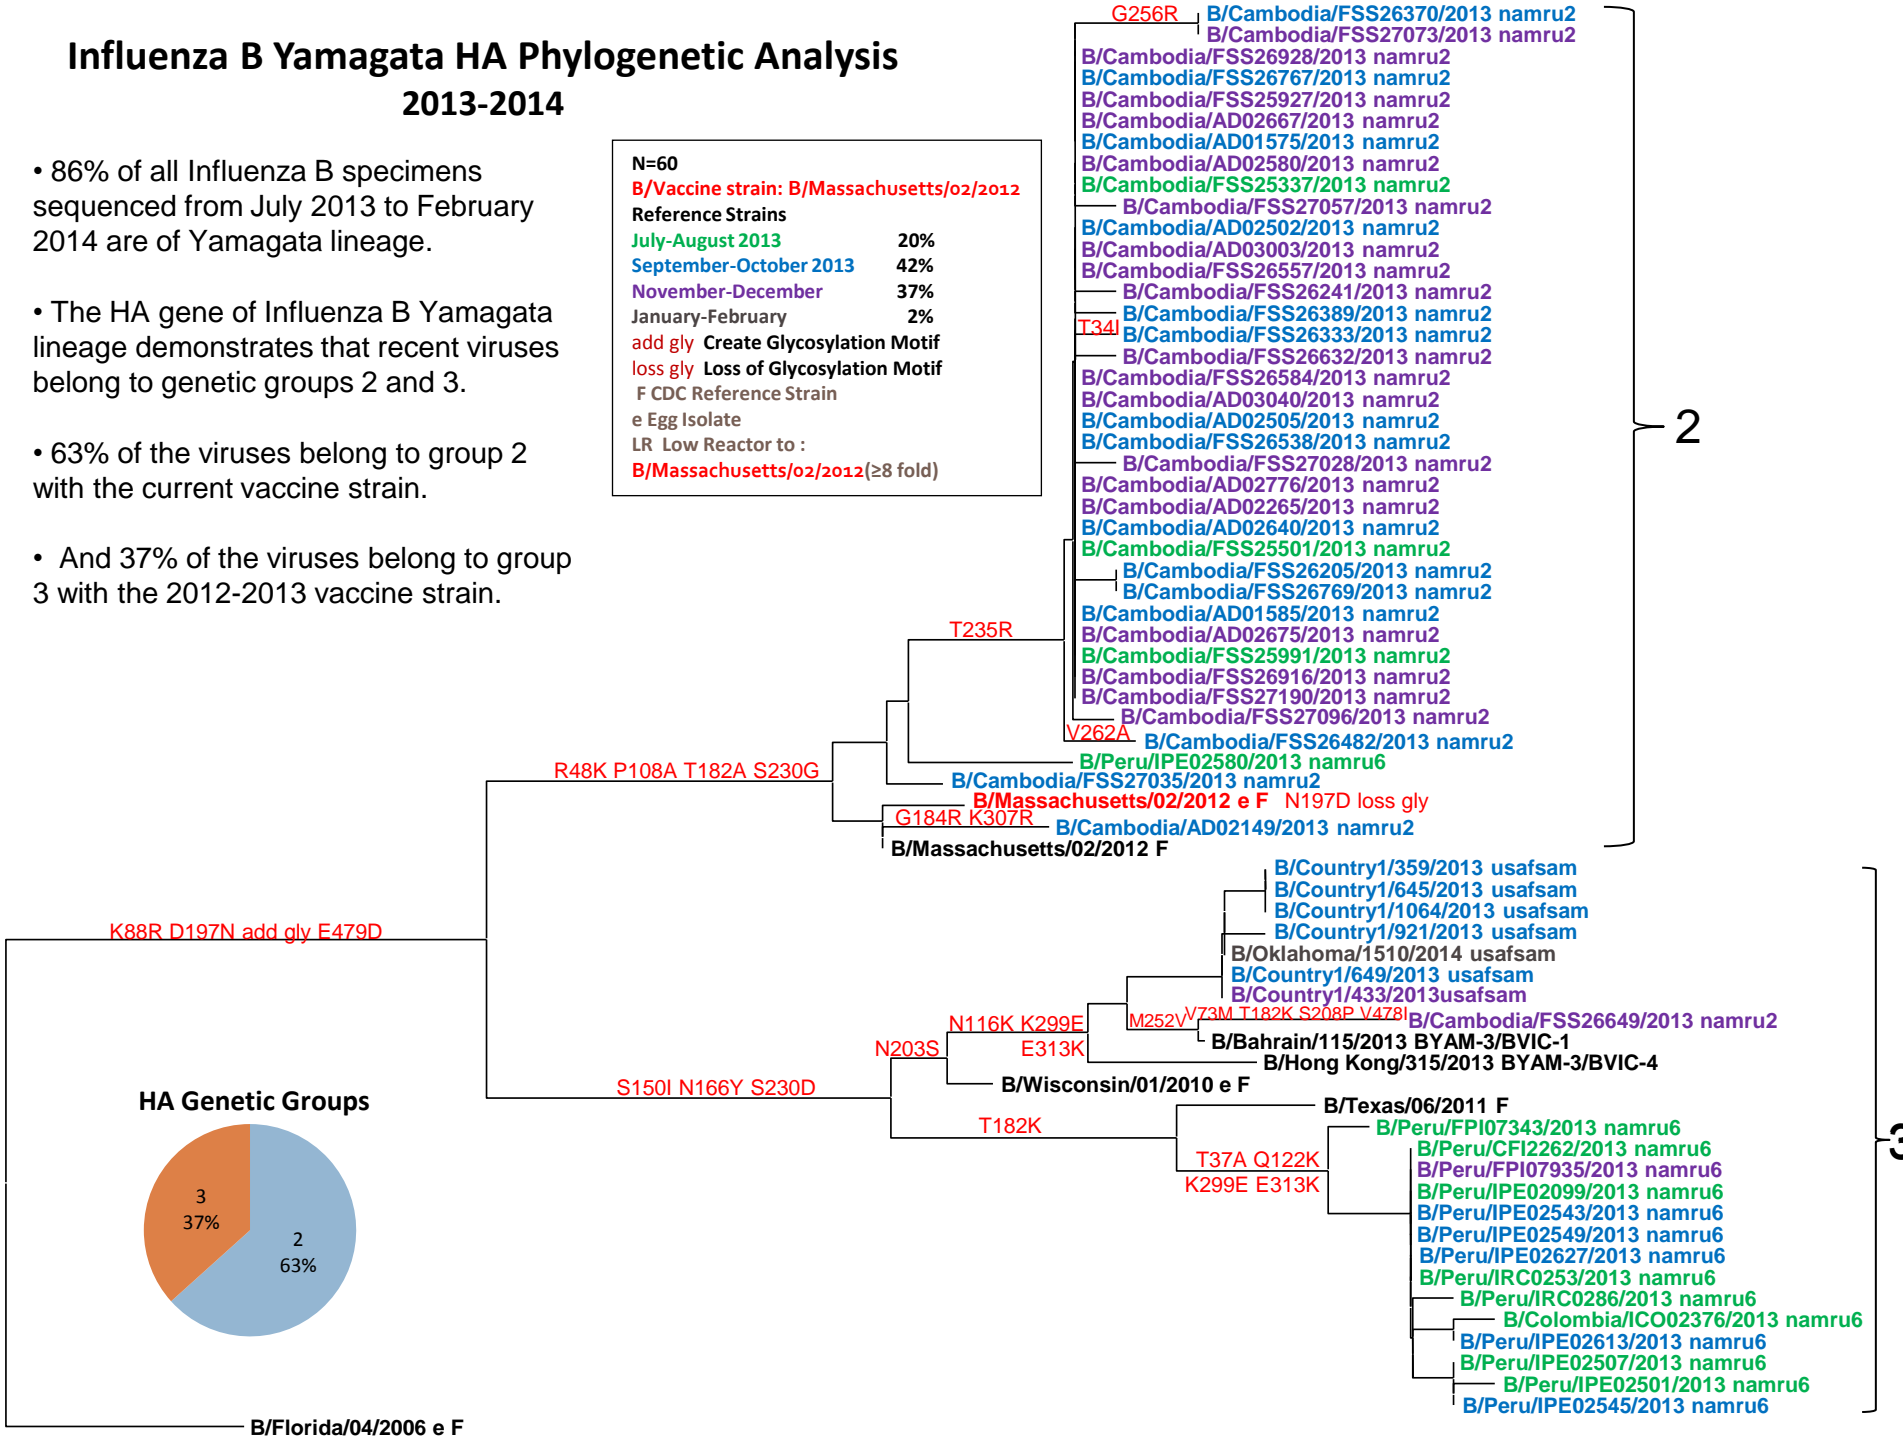 Influenza B Yamagata HA Phylogenetic Analysis
2013-2014
• 86% of all Influenza B specimens
sequenced from July 2013 to February
2014 are of Yamagata lineage.
• The HA gene of Influenza B Yamagata
lineage demonstrates that recent viruses
belong to genetic groups 2 and 3.
• 63% of the viruses belong to group 2
with the current vaccine strain.
• And 37% of the viruses belong to group
3 with the 2012-2013 vaccine strain.
N=60
B/Vaccine strain: B/Massachusetts/02/2012
Reference Strains
July-August 2013 20%
September-October 2013 42%
November-December 37%
January-February 2%
add gly Create Glycosylation Motif
loss gly Loss of Glycosylation Motif
F CDC Reference Strain
e Egg Isolate
LR Low Reactor to :
B/Massachusetts/02/2012(≥8 fold)
G256R
B/Cambodia/FSS26370/2013 namru2
B/Cambodia/FSS27073/2013 namru2
B/Cambodia/FSS26928/2013 namru2
B/Cambodia/FSS26767/2013 namru2
B/Cambodia/FSS25927/2013 namru2
B/Cambodia/AD02667/2013 namru2
B/Cambodia/AD01575/2013 namru2
B/Cambodia/AD02580/2013 namru2
B/Cambodia/FSS25337/2013 namru2
B/Cambodia/FSS27057/2013 namru2
B/Cambodia/AD02502/2013 namru2
B/Cambodia/AD03003/2013 namru2
B/Cambodia/FSS26557/2013 namru2
B/Cambodia/FSS26241/2013 namru2
B/Cambodia/FSS26389/2013 namru2
T34I
B/Cambodia/FSS26333/2013 namru2
B/Cambodia/FSS26632/2013 namru2
B/Cambodia/FSS26584/2013 namru2
B/Cambodia/AD03040/2013 namru2
B/Cambodia/AD02505/2013 namru2
B/Cambodia/FSS26538/2013 namru2
B/Cambodia/FSS27028/2013 namru2
B/Cambodia/AD02776/2013 namru2
B/Cambodia/AD02265/2013 namru2
B/Cambodia/AD02640/2013 namru2
B/Cambodia/FSS25501/2013 namru2
B/Cambodia/FSS26205/2013 namru2
B/Cambodia/FSS26769/2013 namru2
B/Cambodia/AD01585/2013 namru2
B/Cambodia/AD02675/2013 namru2
B/Cambodia/FSS25991/2013 namru2
B/Cambodia/FSS26916/2013 namru2
B/Cambodia/FSS27190/2013 namru2
B/Cambodia/FSS27096/2013 namru2
T235R
V262A
B/Cambodia/FSS26482/2013 namru2
B/Peru/IPE02580/2013 namru6
R48K P108A T182A S230G
B/Cambodia/FSS27035/2013 namru2
B/Massachusetts/02/2012 e F N197D loss gly
G184R K307R
B/Cambodia/AD02149/2013 namru2
B/Massachusetts/02/2012 F
2
K88R D197N add gly E479D
B/Country1/359/2013 usafsam
B/Country1/645/2013 usafsam
B/Country1/1064/2013 usafsam
B/Country1/921/2013 usafsam
B/Oklahoma/1510/2014 usafsam
B/Country1/649/2013 usafsam
B/Country1/433/2013usafsam
M252V
V73M T182K S208P V478I
B/Cambodia/FSS26649/2013 namru2
N116K K299E
E313K
B/Bahrain/115/2013 BYAM-3/BVIC-1
B/Hong Kong/315/2013 BYAM-3/BVIC-4
N203S
B/Wisconsin/01/2010 e F
S150I N166Y S230D
T182K
B/Texas/06/2011 F
B/Peru/FPI07343/2013 namru6
T37A Q122K
K299E E313K
B/Peru/CFI2262/2013 namru6
B/Peru/FPI07935/2013 namru6
B/Peru/IPE02099/2013 namru6
B/Peru/IPE02543/2013 namru6
B/Peru/IPE02549/2013 namru6
B/Peru/IPE02627/2013 namru6
B/Peru/IRC0253/2013 namru6
B/Peru/IRC0286/2013 namru6
B/Colombia/ICO02376/2013 namru6
B/Peru/IPE02613/2013 namru6
B/Peru/IPE02507/2013 namru6
B/Peru/IPE02501/2013 namru6
B/Peru/IPE02545/2013 namru6
3
HA Genetic Groups
3
37%
2
63%
B/Florida/04/2006 e F